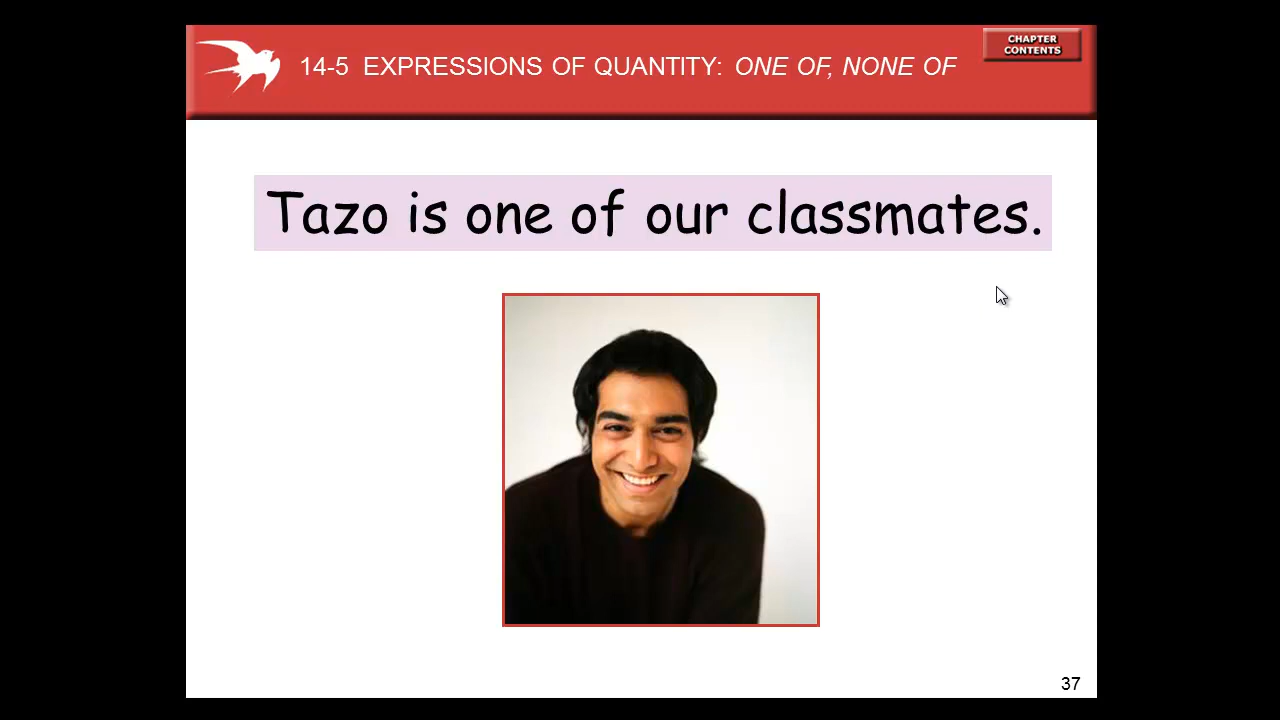 CHAPTER
CONTENTS
14-5 EXPRESSIONS OF QUANTITY: ONE OF, NONE OF
Tazo is one of our classmates.
37